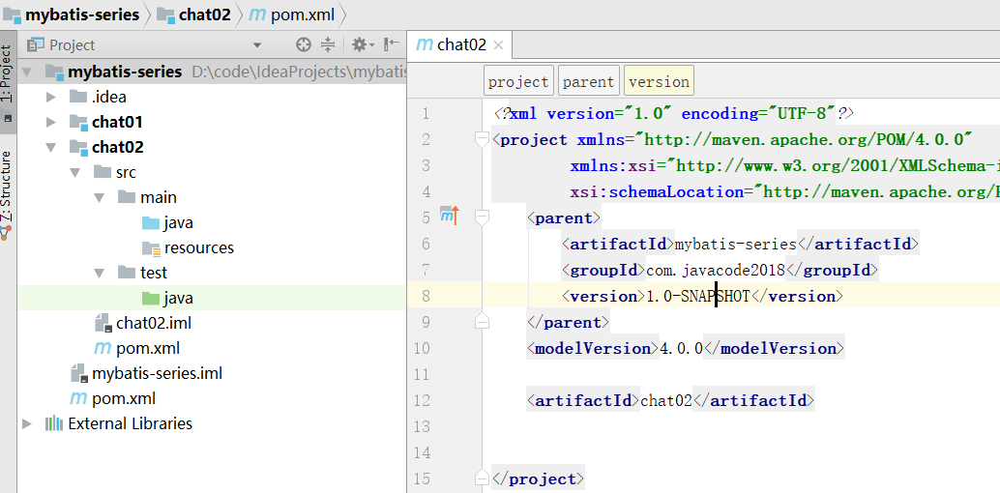 mybatis-series chat02 pom.xml
1: Project
7: Structure
Project
mybatis-series D:\code\IdeaProjects\mybatis
.idea
chat01
chat02
src
main
java
resources
test
java
chat02.iml
pom.xml
mybatis-series.iml
pom.xml
External Libraries
chat02
project parent version
1 <?xml version="1.0" encoding="UTF-8"?>
2 <project xmlns="http://maven.apache.org/POM/4.0.0"
3 xmlns:xsi="http://www.w3.org/2001/XMLSchema-i
4 xsi:schemaLocation="http://maven.apache.org/P
5 <parent>
6 <artifactId>mybatis-series</artifactId>
7 <groupId>com.javacode2018</groupId>
8 <version>1.0-SNAPSHOT</version>
9 </parent>
10 <modelVersion>4.0.0</modelVersion>
11
12 <artifactId>chat02</artifactId>
13
14
15 </project>